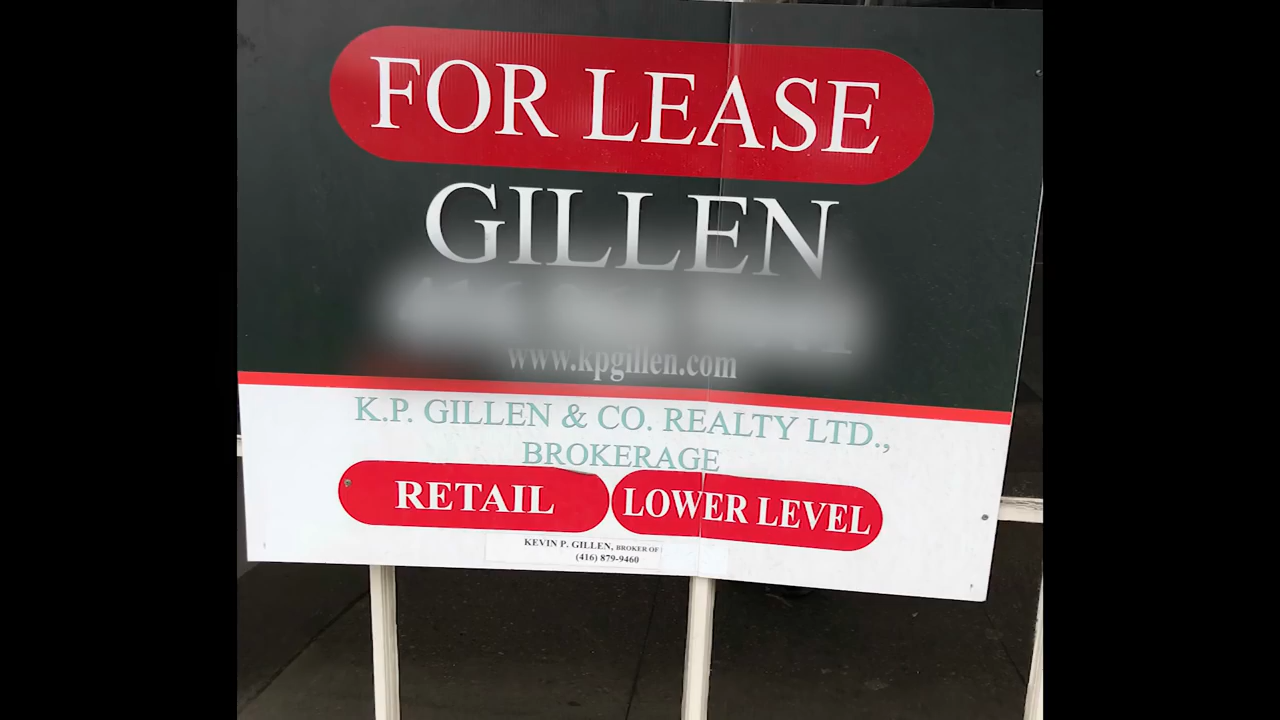 FOR LEASE
GILLEN
www.kpgillen.com
K.P. GILLEN & CO. REALTY LTD.,
BROKERAGE
RETAIL LOWER LEVEL
KEVIN P. GILLEN, BROKER OF
(416) 879-9460